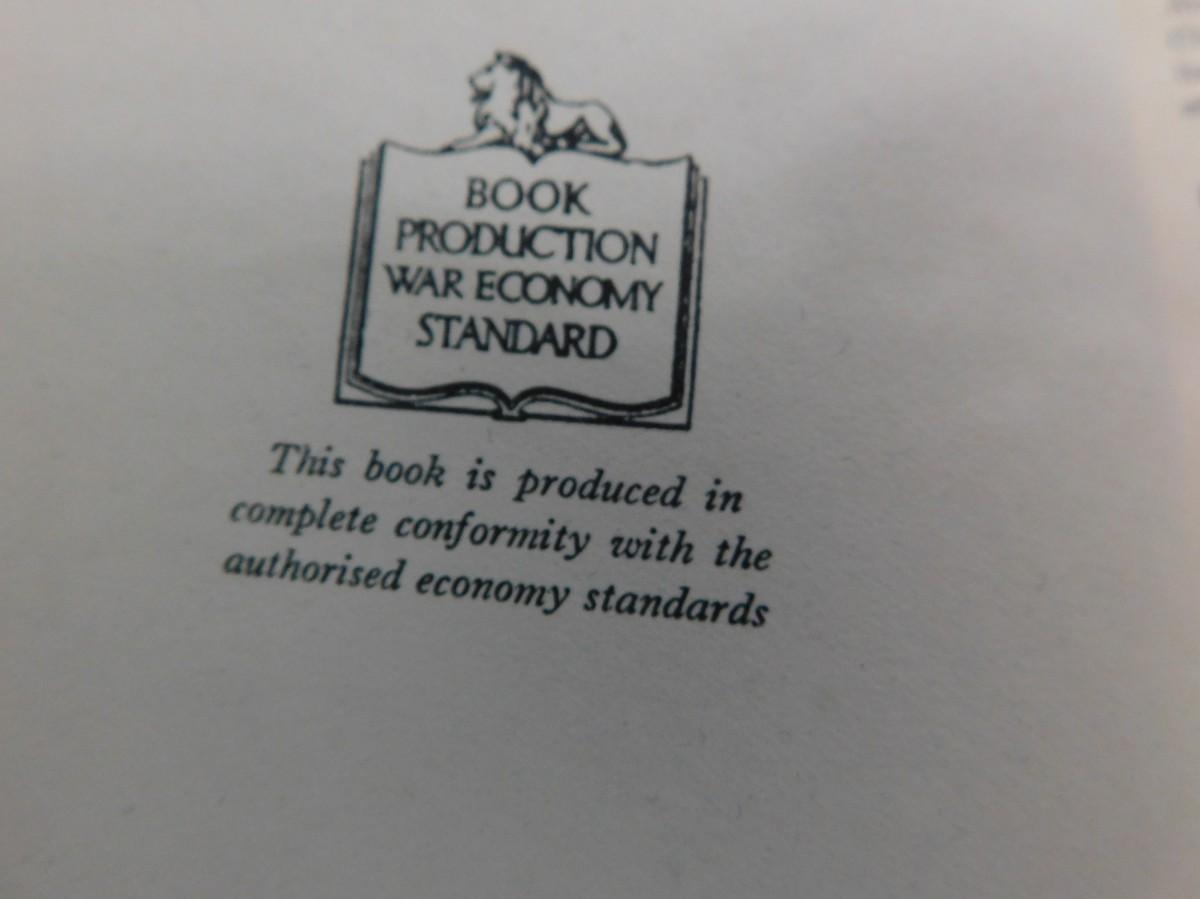 BOOK
PRODUCTION
WAR ECONOMY
STANDARD
This book is produced in
complete conformity with the
authorised economy standards